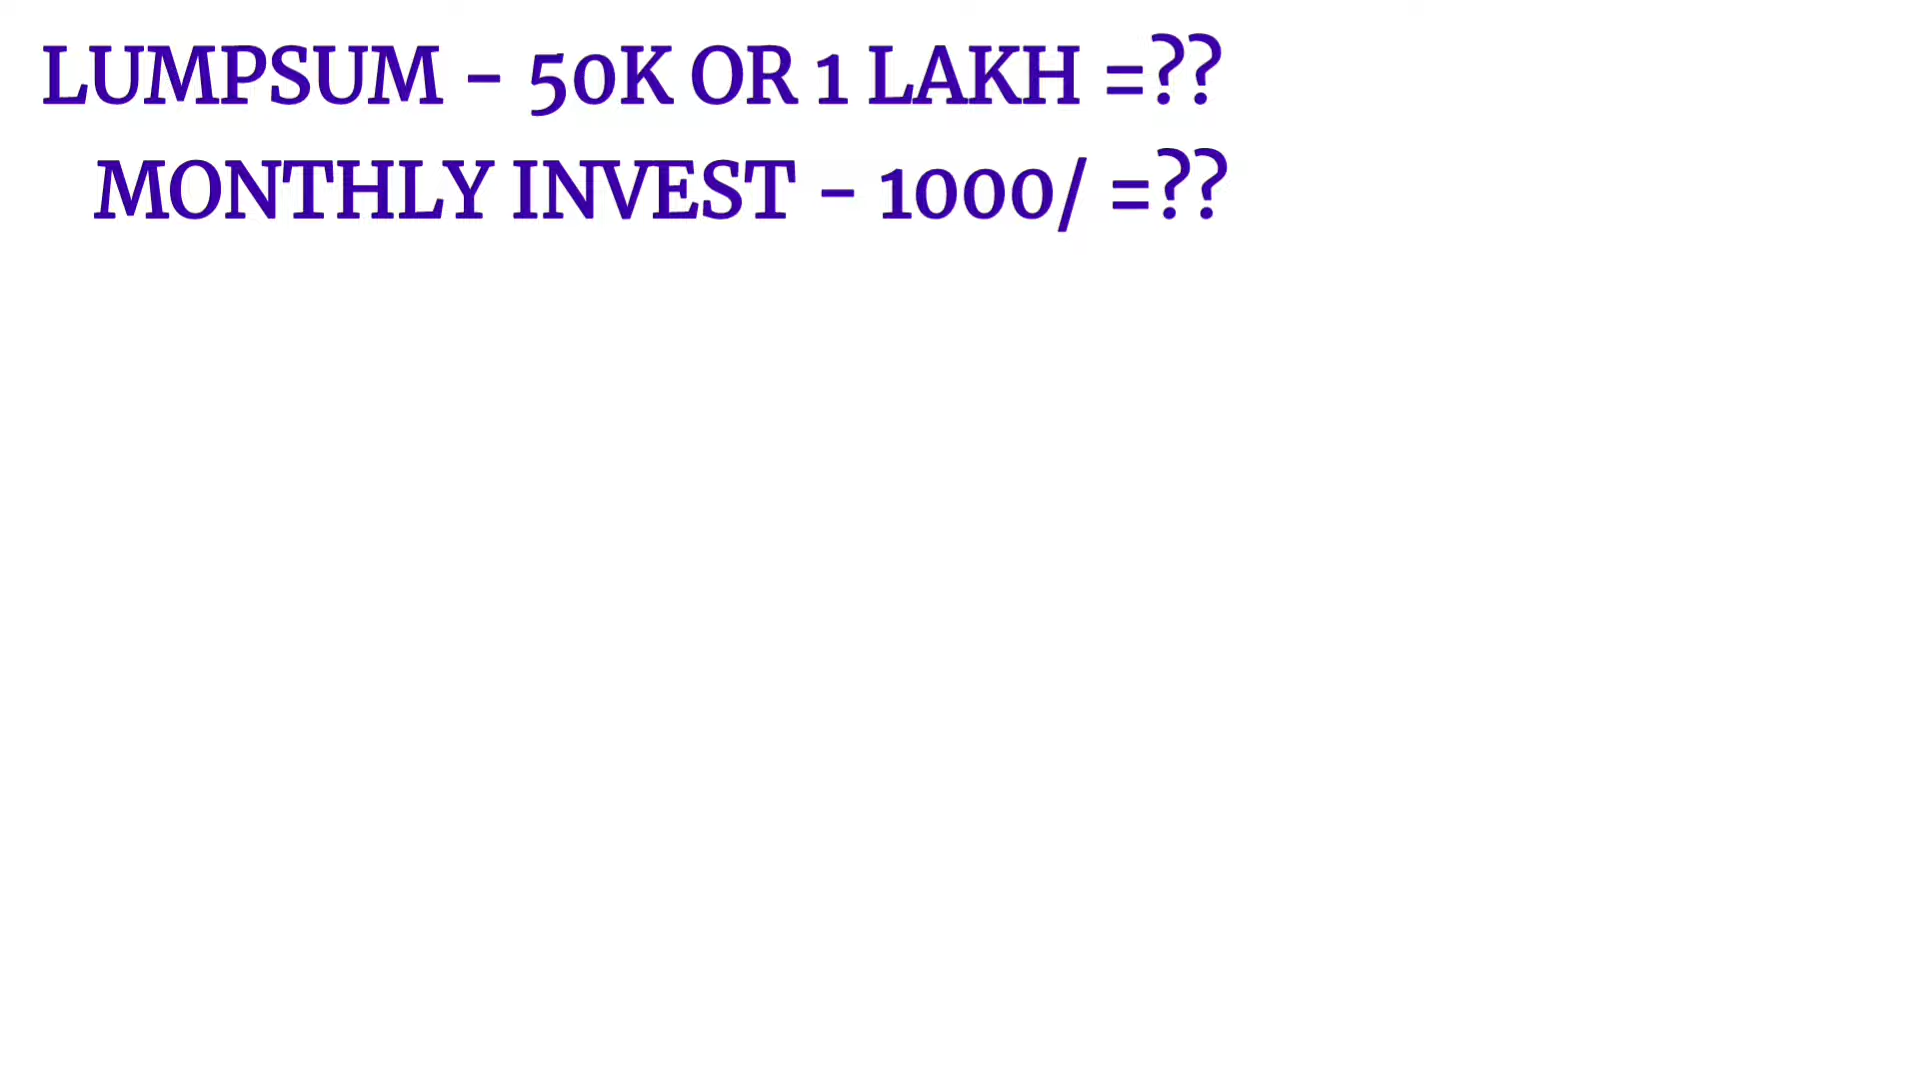 LUMPSUM - 50K OR 1 LAKH =??
MONTHLY INVEST - 1000/ =??